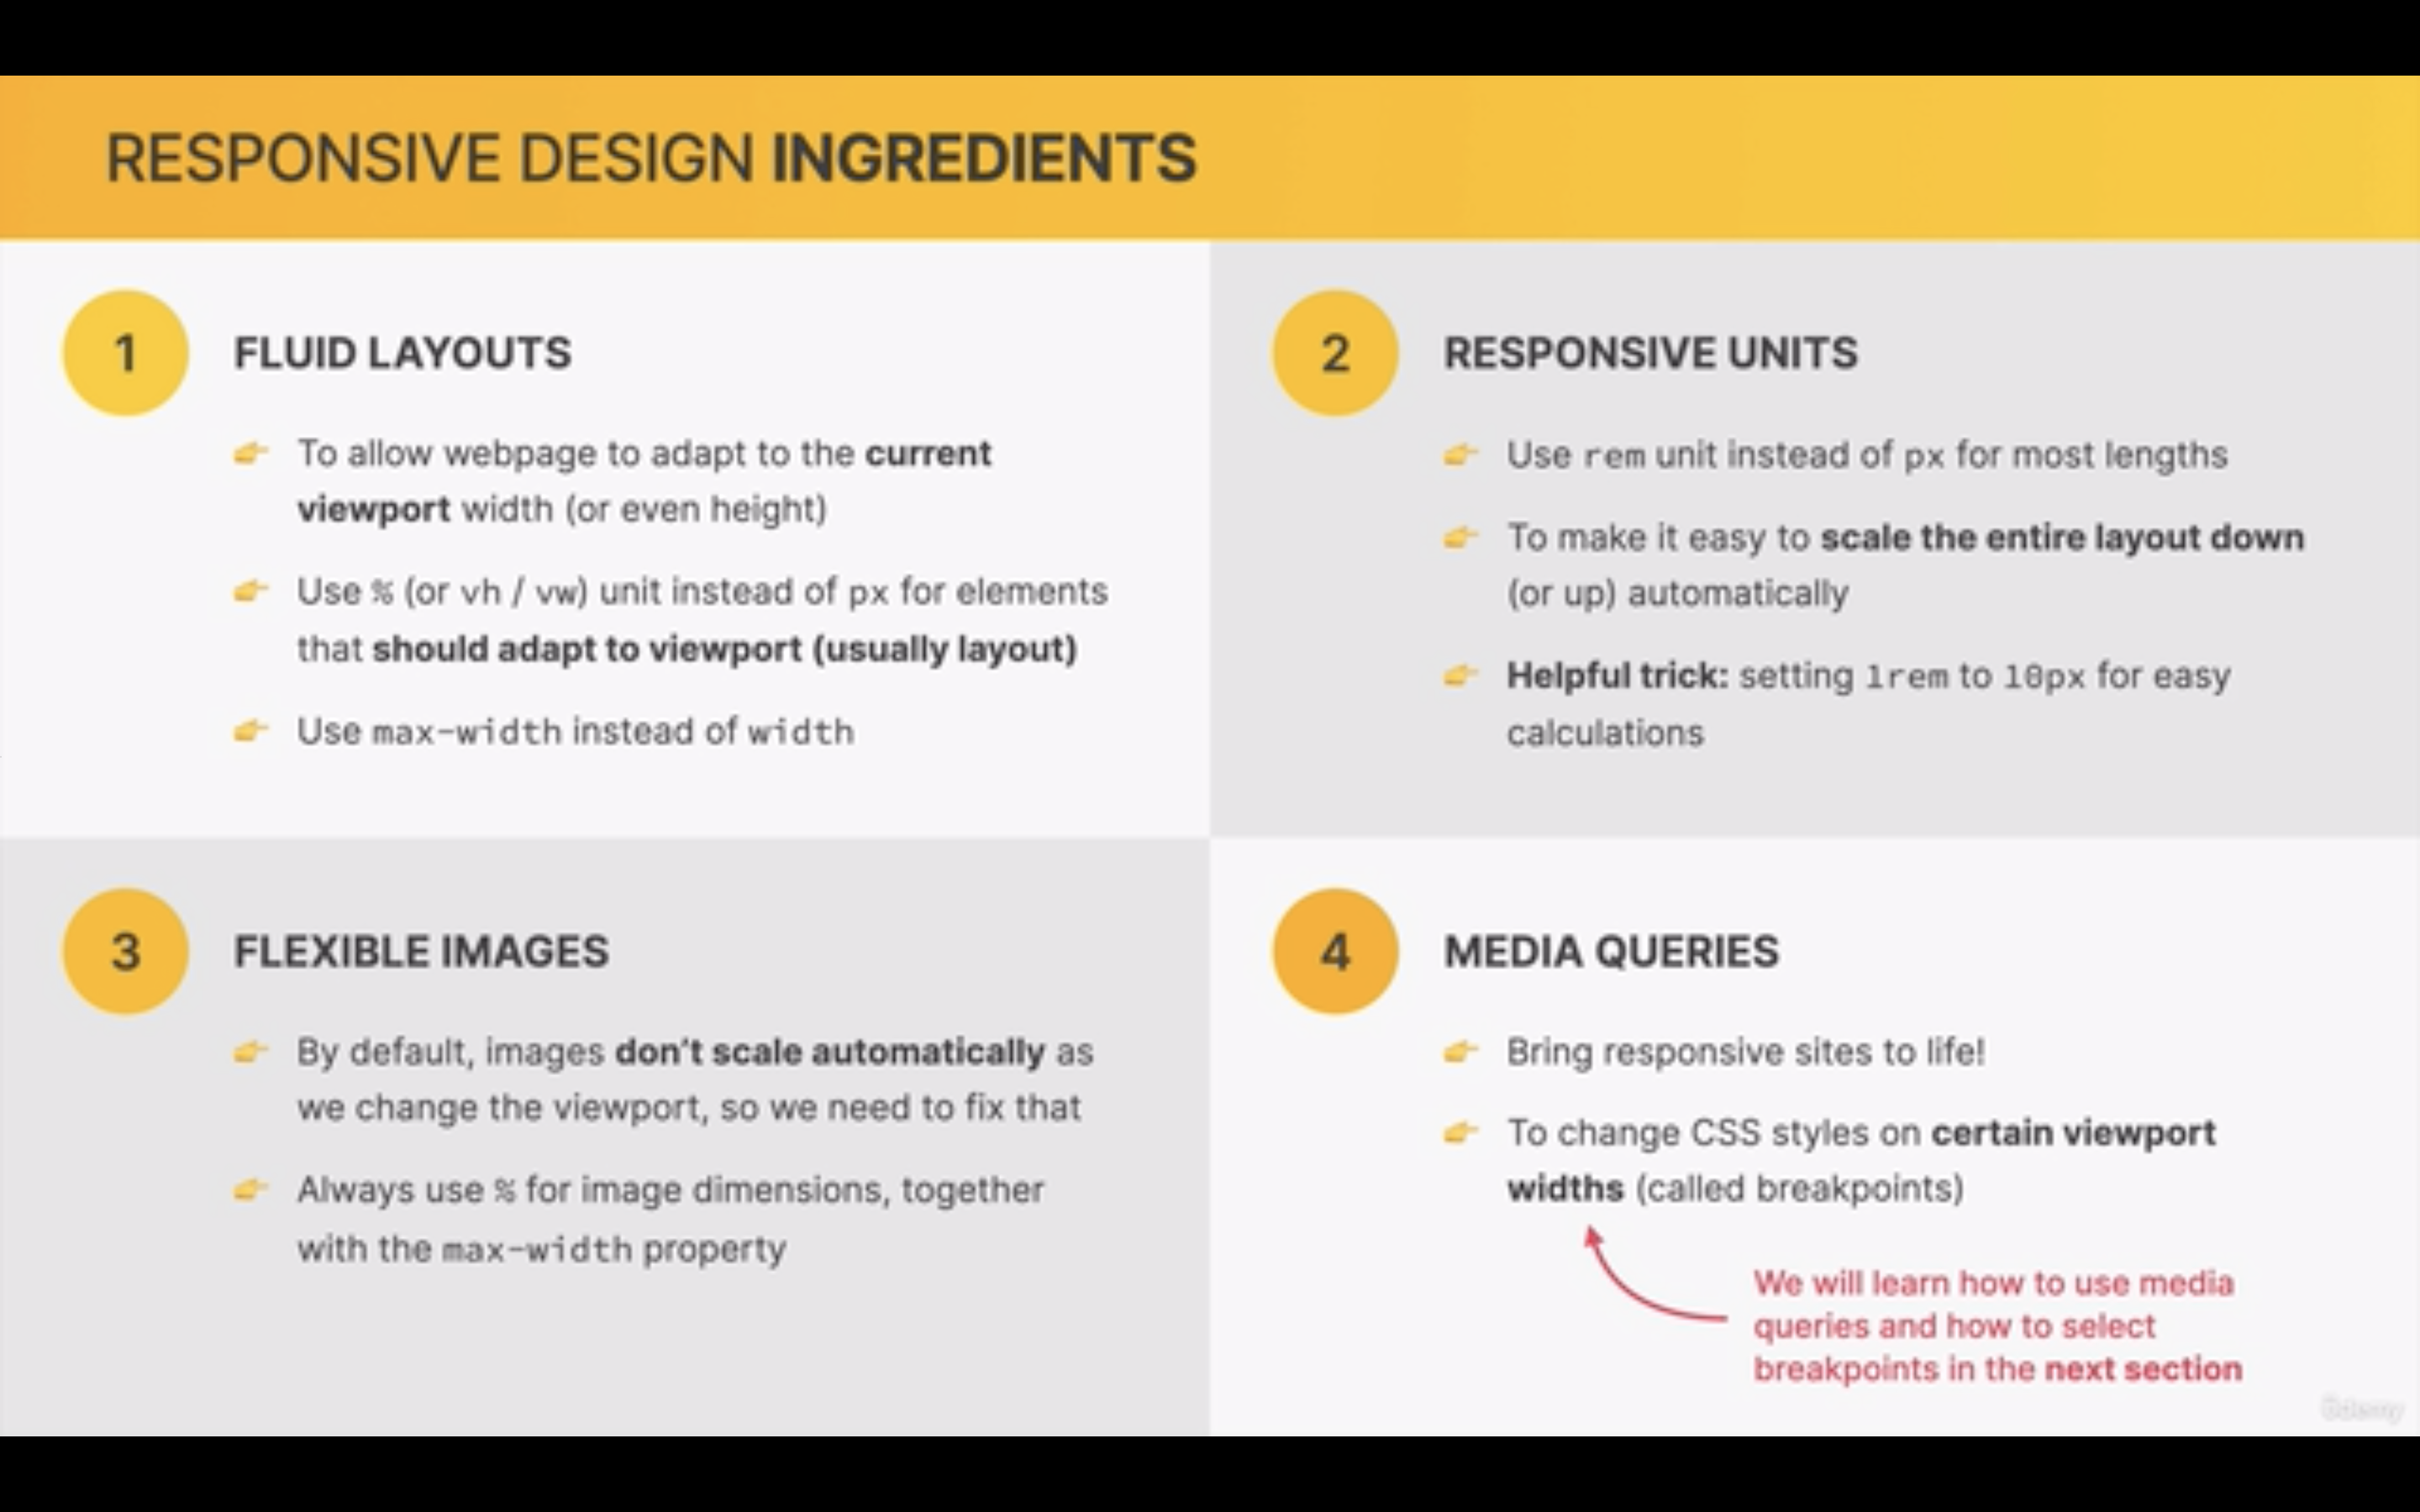 RESPONSIVE DESIGN INGREDIENTS
1
FLUID LAYOUTS
To allow webpage to adapt to the current
viewport width (or even height)
Use % (or vh / vw) unit instead of px for elements
that should adapt to viewport (usually layout)
Use max-width instead of width
2
RESPONSIVE UNITS
Use rem unit instead of px for most lengths
To make it easy to scale the entire layout down
(or up) automatically
Helpful trick: setting 1rem to 10px for easy
calculations
3
FLEXIBLE IMAGES
By default, images don’t scale automatically as
we change the viewport, so we need to fix that
Always use % for image dimensions, together
with the max-width property
4
MEDIA QUERIES
Bring responsive sites to life!
To change CSS styles on certain viewport
widths (called breakpoints)
We will learn how to use media
queries and how to select
breakpoints in the next section
Udemy